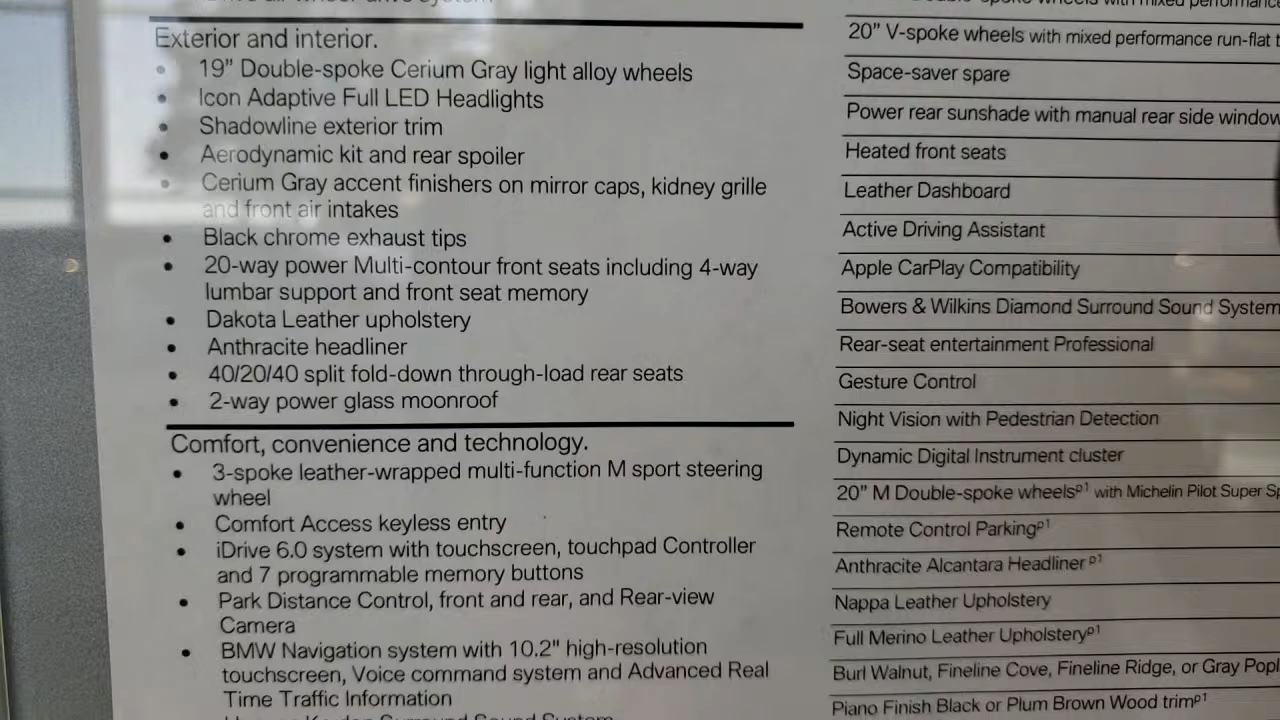 Exterior and interior.
• 19" Double-spoke Cerium Gray light alloy wheels
• Icon Adaptive Full LED Headlights
• Shadowline exterior trim
• Aerodynamic kit and rear spoiler
• Cerium Gray accent finishers on mirror caps, kidney grille
and front air intakes
• Black chrome exhaust tips
• 20-way power Multi-contour front seats including 4-way
lumbar support and front seat memory
• Dakota Leather upholstery
• Anthracite headliner
• 40/20/40 split fold-down through-load rear seats
• 2-way power glass moonroof
Comfort, convenience and technology.
• 3-spoke leather-wrapped multi-function M sport steering
wheel
• Comfort Access keyless entry
• iDrive 6.0 system with touchscreen, touchpad Controller
and 7 programmable memory buttons
• Park Distance Control, front and rear, and Rear-view
Camera
• BMW Navigation system with 10.2" high-resolution
touchscreen, Voice command system and Advanced Real
Time Traffic Information
Surround Sound System
wheels with mixed performance
20" V-spoke wheels with mixed performance run-flat
Space-saver spare
Power rear sunshade with manual rear side window
Heated front seats
Leather Dashboard
Active Driving Assistant
Apple CarPlay Compatibility
Bowers & Wilkins Diamond Surround Sound System
Rear-seat entertainment Professional
Gesture Control
Night Vision with Pedestrian Detection
Dynamic Digital Instrument cluster
20" M Double-spoke wheelsᵖ¹ with Michelin Pilot Super
Remote Control Parkingᵖ¹
Anthracite Alcantara Headliner ᵖ¹
Nappa Leather Upholstery
Full Merino Leather Upholsteryᵖ¹
Burl Walnut, Fineline Cove, Fineline Ridge, or Gray
Piano Finish Black or Plum Brown Wood trimᵖ¹